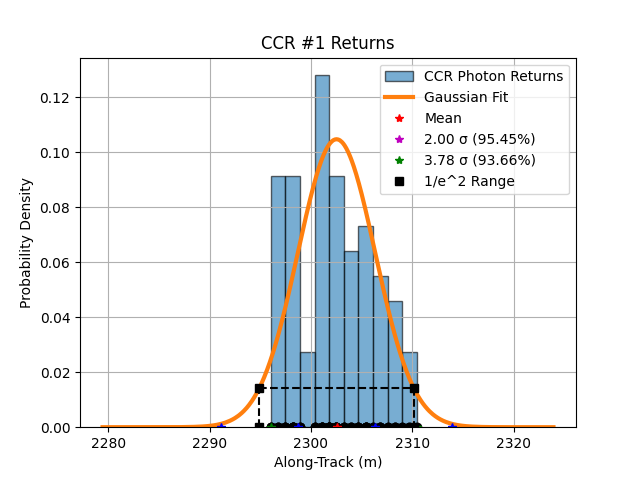 CCR #1 Returns
CCR Photon Returns
Gaussian Fit
Mean
2.00 σ (95.45%)
3.78 σ (93.66%)
1/e^2 Range
0.12
0.10
0.08
0.06
0.04
0.02
0.00
Probability Density
2280 2290 2300 2310 2320
Along-Track (m)